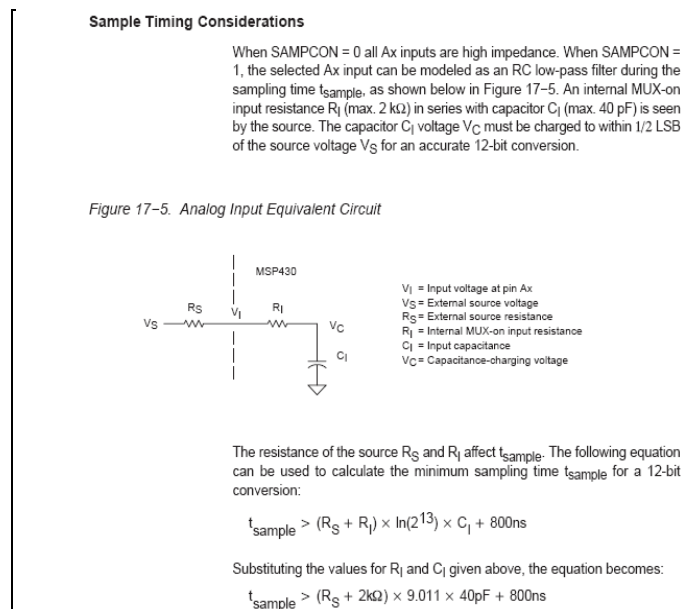 Sample Timing Considerations
When SAMPCON = 0 all Ax inputs are high impedance. When SAMPCON =
1, the selected Ax input can be modeled as an RC low-pass filter during the
sampling time tsample, as shown below in Figure 17–5. An internal MUX-on
input resistance RI (max. 2 kΩ) in series with capacitor CI (max. 40 pF) is seen
by the source. The capacitor CI voltage VC must be charged to within 1/2 LSB
of the source voltage VS for an accurate 12-bit conversion.
Figure 17–5. Analog Input Equivalent Circuit
MSP430
RS
VI
RI
VS
VC
CI
VI = Input voltage at pin Ax
VS = External source voltage
RS = External source resistance
RI = Internal MUX-on input resistance
CI = Input capacitance
VC = Capacitance-charging voltage
The resistance of the source RS and RI affect tsample. The following equation
can be used to calculate the minimum sampling time tsample for a 12-bit
conversion:
tsample > (RS + RI) × ln(2^13) × CI + 800ns
Substituting the values for RI and CI given above, the equation becomes:
tsample > (RS + 2kΩ) × 9.011 × 40pF + 800ns